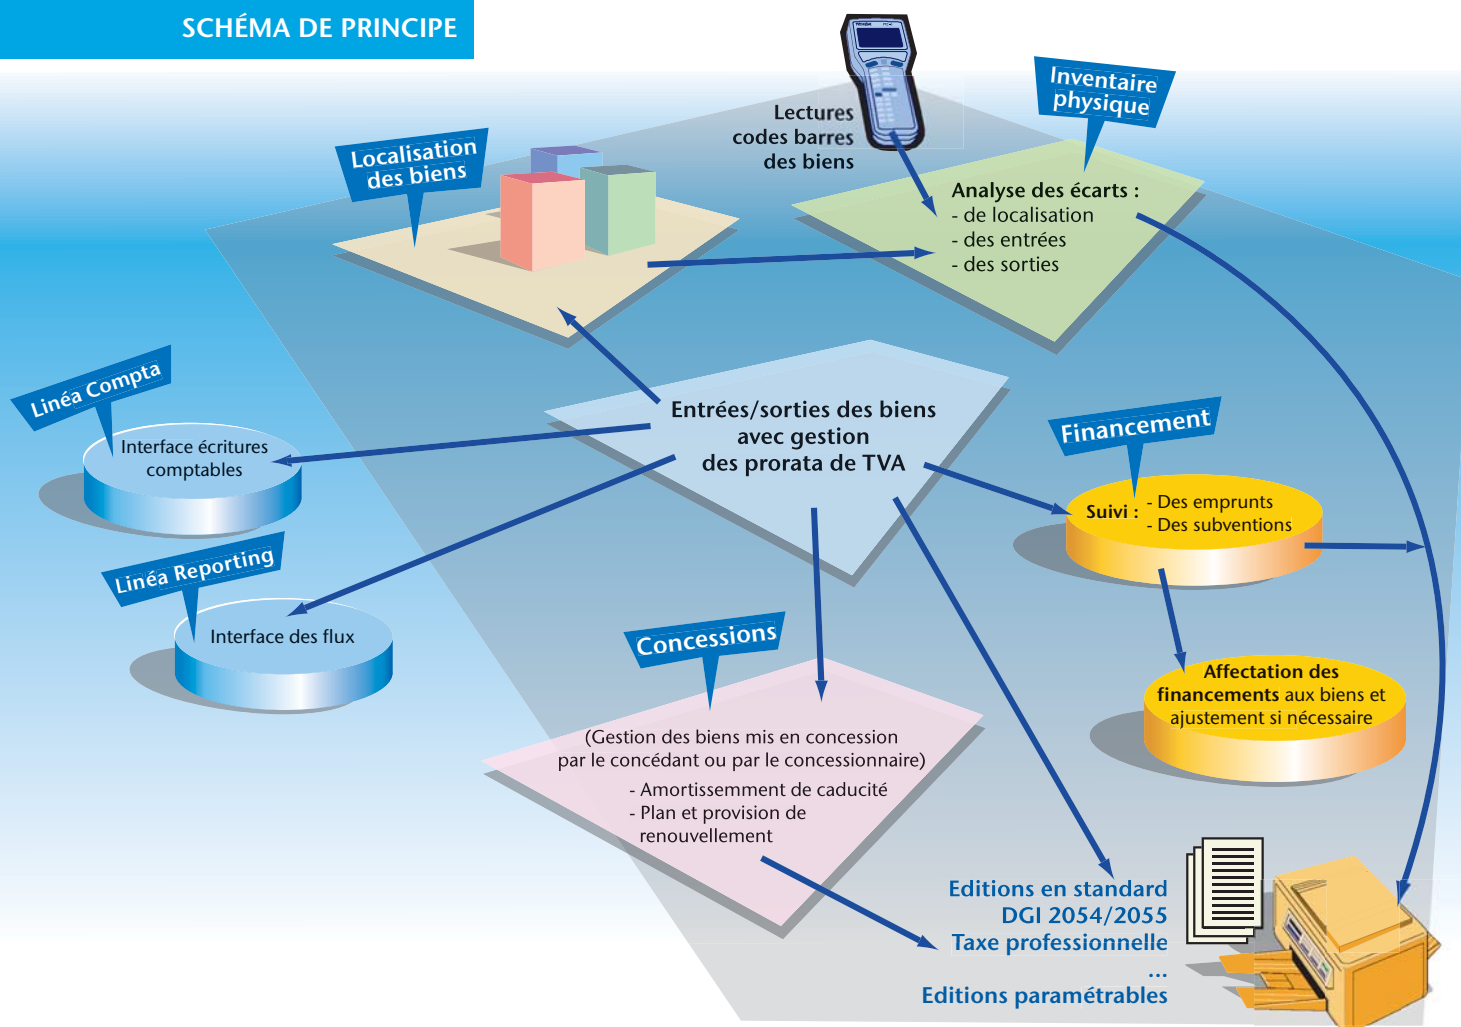 SCHÉMA DE PRINCIPE
Lectures
codes barres
des biens
Inventaire
physique
Localisation
des biens
Analyse des écarts :
- de localisation
- des entrées
- des sorties
Linéa Compta
Interface écritures
comptables
Entrées/sorties des biens
avec gestion
des prorata de TVA
Financement
Suivi : - Des emprunts
- Des subventions
Linéa Reporting
Interface des flux
Concessions
(Gestion des biens mis en concession
par le concédant ou par le concessionnaire)
- Amortissemment de caducité
- Plan et provision de
renouvellement
Affectation des
financements aux biens et
ajustement si nécessaire
Editions en standard
DGI 2054/2055
Taxe professionnelle
...
Editions paramétrables